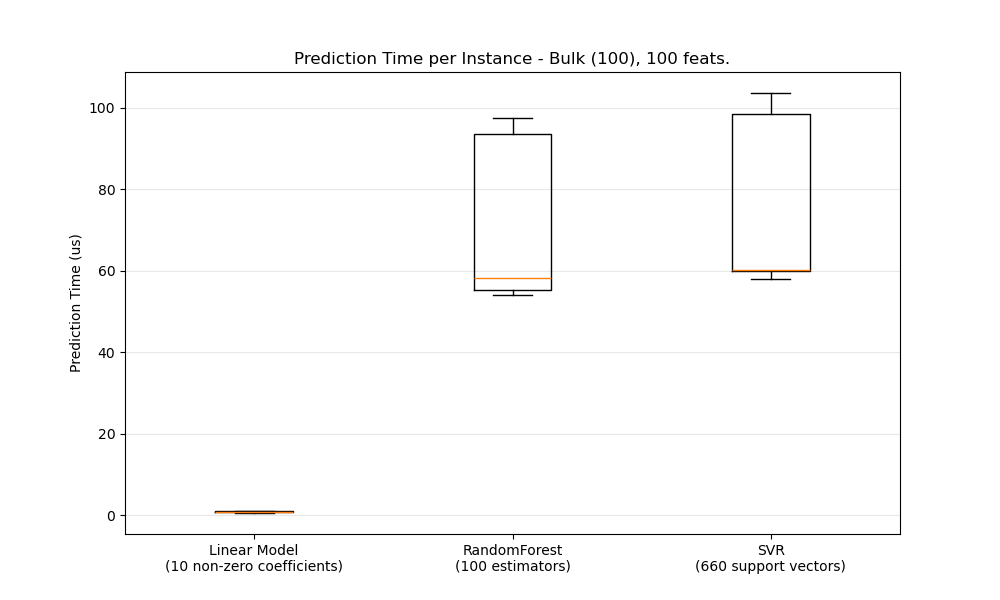 Prediction Time per Instance - Bulk (100), 100 feats.
Prediction Time (us)
100
80
60
40
20
0
Linear Model
(10 non-zero coefficients)
RandomForest
(100 estimators)
SVR
(660 support vectors)